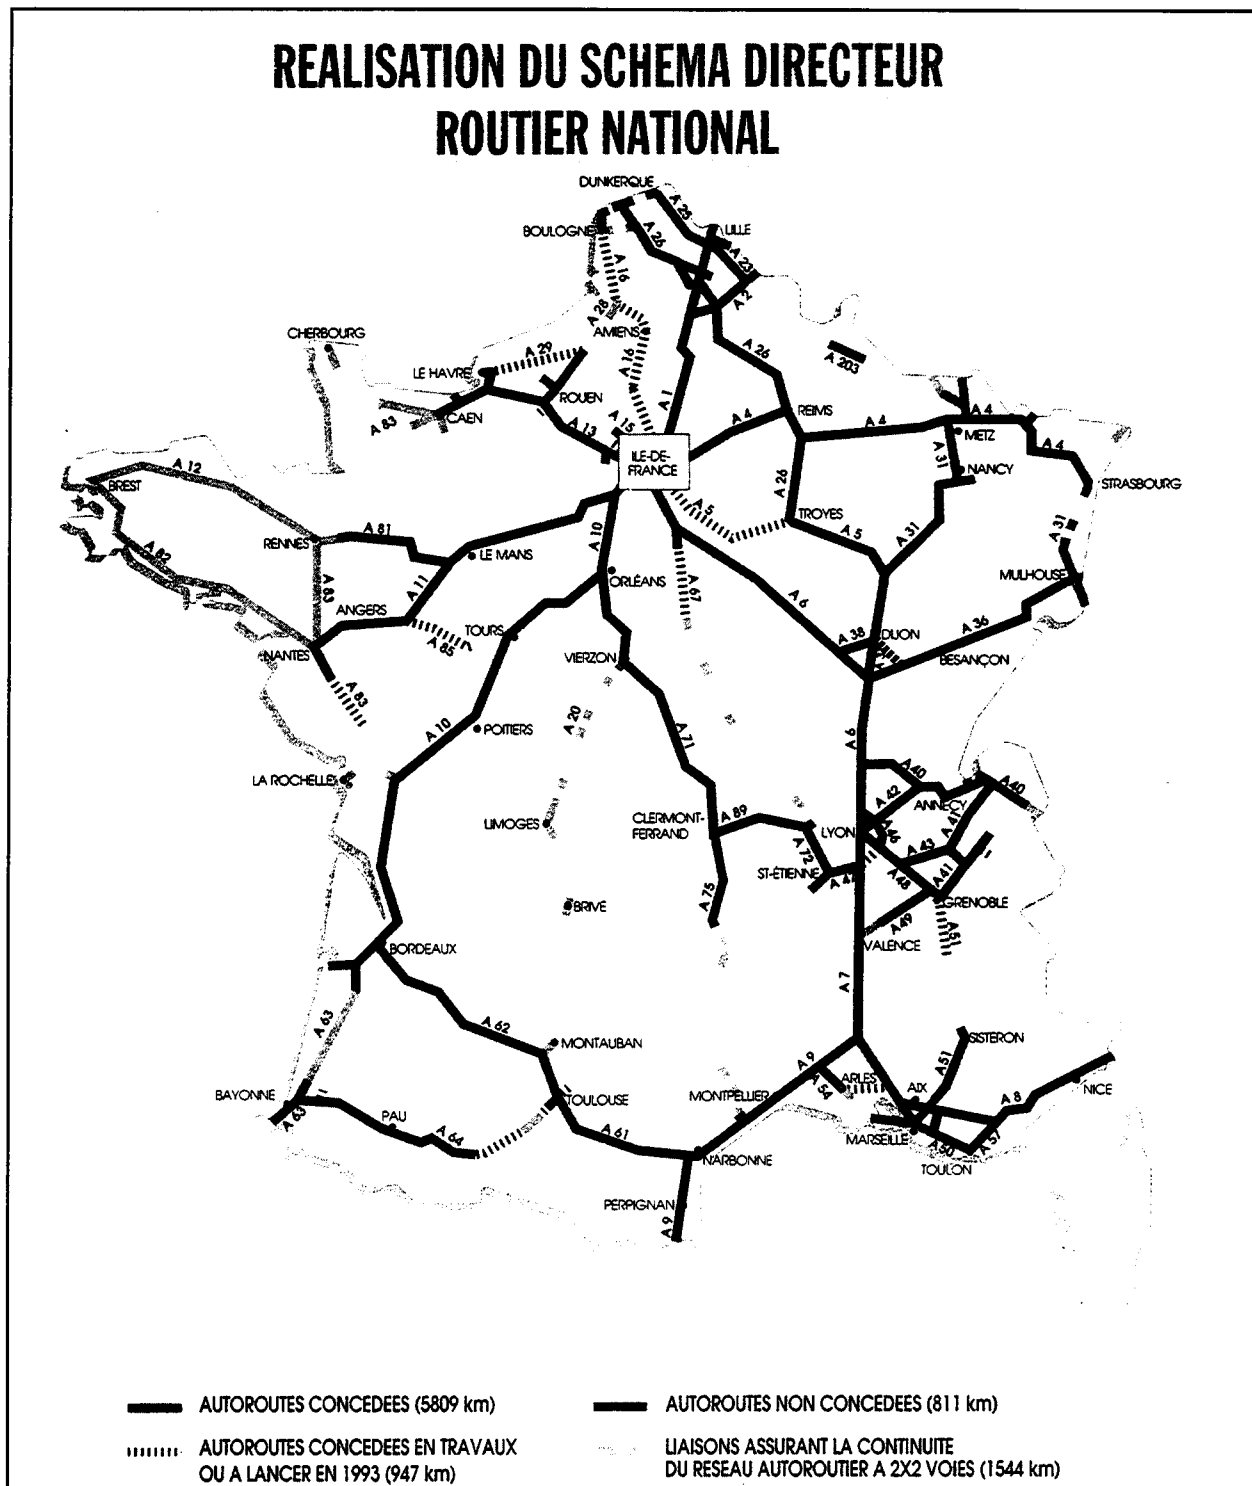 REALISATION DU SCHEMA DIRECTEUR
ROUTIER NATIONAL
DUNKERQUE
A 25
BOULOGNE
A 26
LILLE
A 23
A 16
A 2
A 28
CHERBOURG
AMIENS
A 29
A 26
A 203
LE HAVRE
A 16
ROUEN
A 1
CAEN
A 83
A 15
A 4
REIMS
A 4
A 4
A 13
METZ
A 4
ILE-DE-
FRANCE
A 31
NANCY
A 12
BREST
A 26
STRASBOURG
A 5
TROYES
A 81
A 10
A 5
A 31
A 31
RENNES
LE MANS
A 82
ORLÉANS
MULHOUSE
A 83
A 11
A 67
ANGERS
A 6
TOURS
A 38
DIJON
A 36
A 85
NANTES
VIERZON
BESANÇON
A 83
A 20
A 10
POITIERS
A 71
A 6
LA ROCHELLE
A 40
A 40
A 42
ANNECY
LIMOGES
CLERMONT-
FERRAND
A 89
LYON
A 46
A 41
A 72
A 43
ST-ÉTIENNE
A 47
A 48
A 41
A 75
BRIVE
GRENOBLE
A 49
A 51
BORDEAUX
VALENCE
A 7
A 63
A 62
MONTAUBAN
SISTERON
A 9
A 51
ARLES
A 54
AIX
BAYONNE
TOULOUSE
MONTPELLIER
A 8
NICE
A 63
PAU
A 64
A 61
MARSEILLE
A 50
A 57
NARBONNE
TOULON
PERPIGNAN
A 9
AUTOROUTES CONCEDEES (5809 km)
AUTOROUTES NON CONCEDEES (811 km)
AUTOROUTES CONCEDEES EN TRAVAUX
OU A LANCER EN 1993 (947 km)
LIAISONS ASSURANT LA CONTINUITE
DU RESEAU AUTOROUTIER A 2X2 VOIES (1544 km)